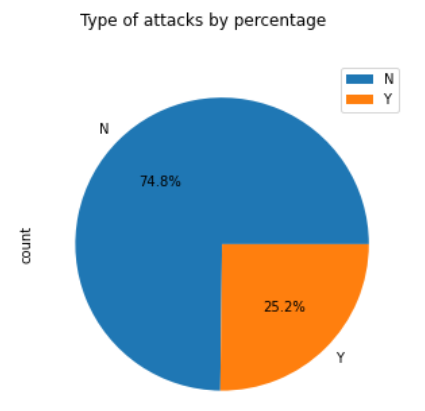 Type of attacks by percentage
N
Y
N
74.8%
count
25.2%
Y